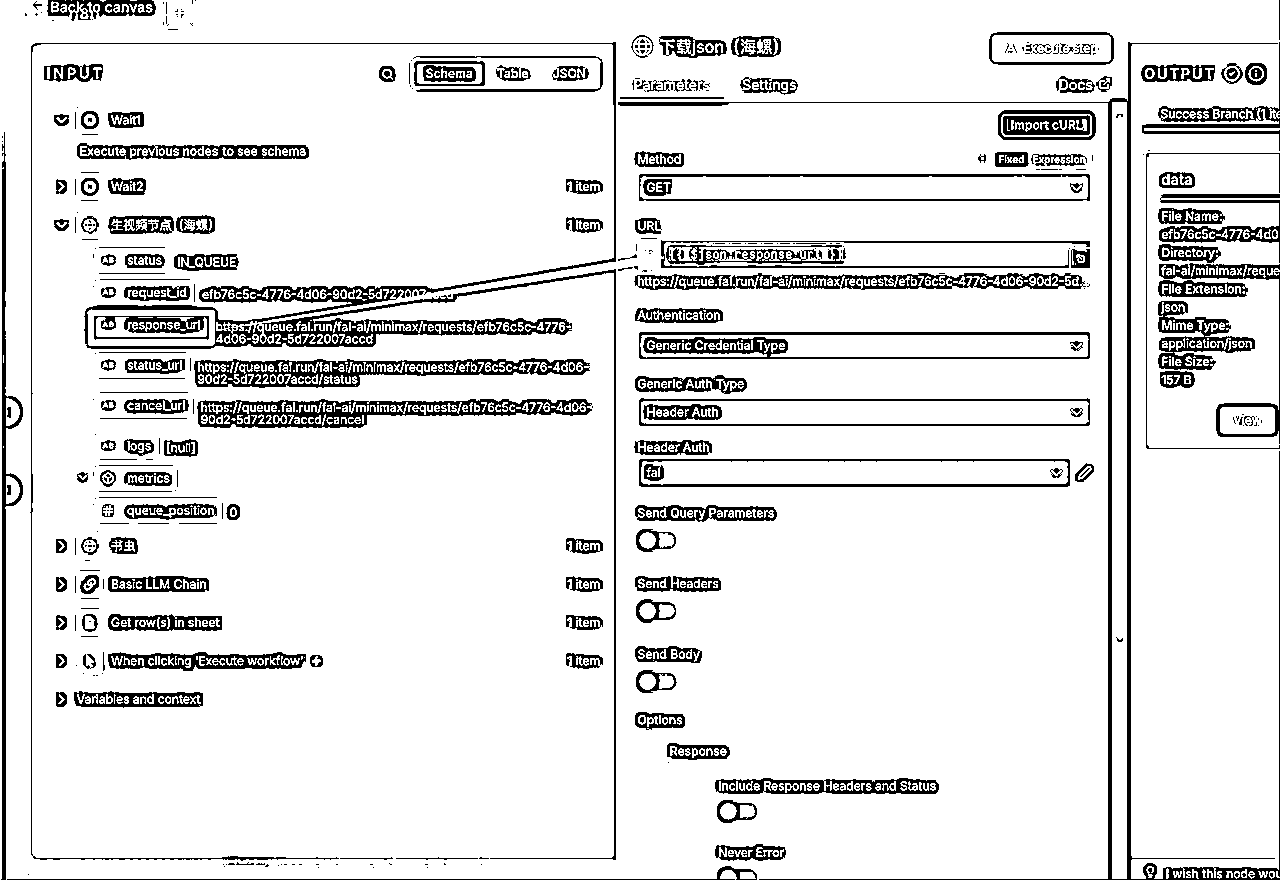 Back to canvas
INPUT
Schema
Table
JSON
Wait1
Execute previous nodes to see schema
Wait2
1 item
生视频节点 (海螺)
1 item
status
IN_QUEUE
request_id
efb76c5c-4776-4d06-90d2-5d722007accd
response_url
https://queue.fal.run/fal-ai/minimax/requests/efb76c5c-4776-
4d06-90d2-5d722007accd
status_url
https://queue.fal.run/fal-ai/minimax/requests/efb76c5c-4776-4d06-
90d2-5d722007accd/status
cancel_url
https://queue.fal.run/fal-ai/minimax/requests/efb76c5c-4776-4d06-
90d2-5d722007accd/cancel
logs
[null]
metrics
queue_position
0
书虫
1 item
Basic LLM Chain
1 item
Get row(s) in sheet
1 item
When clicking 'Execute workflow'
1 item
Variables and context
下载json (海螺)
Execute step
Parameters
Settings
Docs
Import cURL
Method
Fixed
Expression
GET
URL
{{ $json.response_url }}
https://queue.fal.run/fal-ai/minimax/requests/efb76c5c-4776-4d06-90d2-5d...
Authentication
Generic Credential Type
Generic Auth Type
Header Auth
Header Auth
fal
Send Query Parameters
Send Headers
Send Body
Options
Response
Include Response Headers and Status
Never Error
OUTPUT
Success Branch (1 ite
data
File Name:
efb76c5c-4776-4d0
Directory:
fal-ai/minimax/reque
File Extension:
json
Mime Type:
application/json
File Size:
157 B
View
I wish this node wou